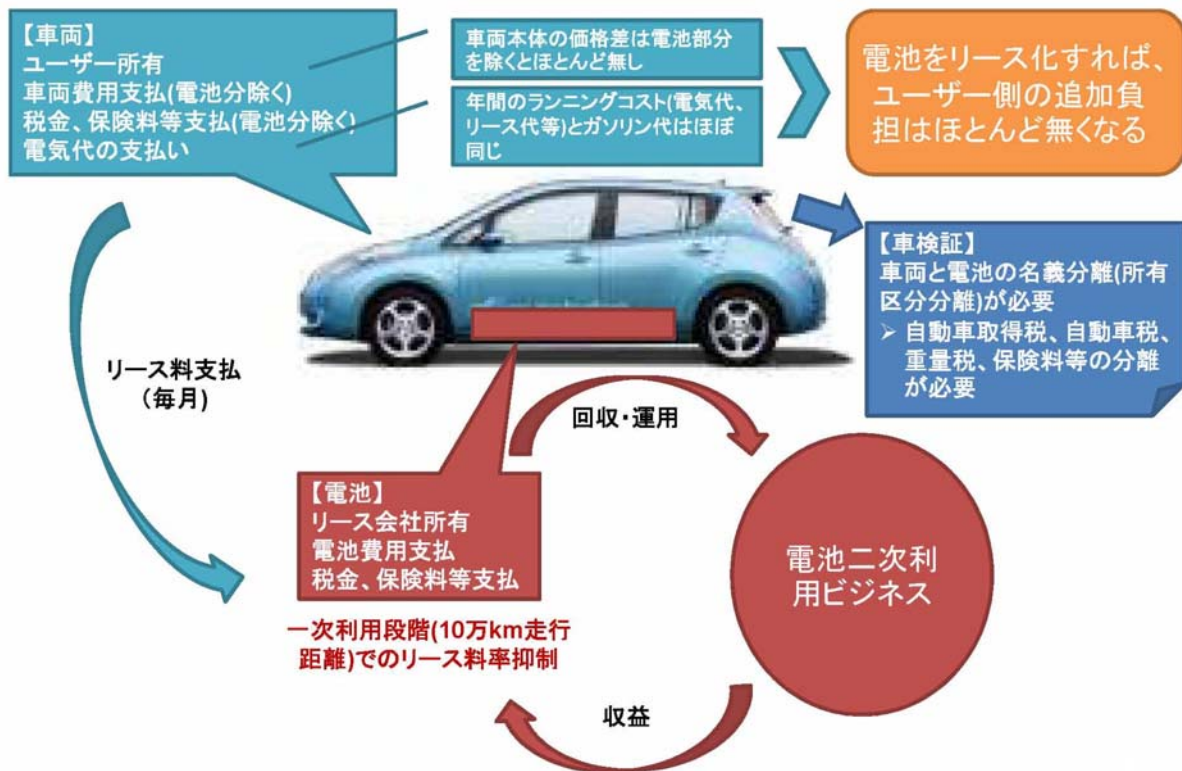 【車両】
ユーザー所有
車両費用支払(電池分除く)
税金、保険料等支払(電池分除く)
電気代の支払い
車両本体の価格差は電池部分
を除くとほとんど無し
年間のランニングコスト(電気代、
リース代等)とガソリン代はほぼ
同じ
電池をリース化すれば、
ユーザー側の追加負
担はほとんど無くなる
【車検証】
車両と電池の名義分離(所有
区分分離)が必要
➢ 自動車取得税、自動車税、
重量税、保険料等の分離
が必要
リース料支払
(毎月)
回収・運用
【電池】
リース会社所有
電池費用支払
税金、保険料等支払
一次利用段階(10万km走行
距離)でのリース料率抑制
電池二次利
用ビジネス
収益